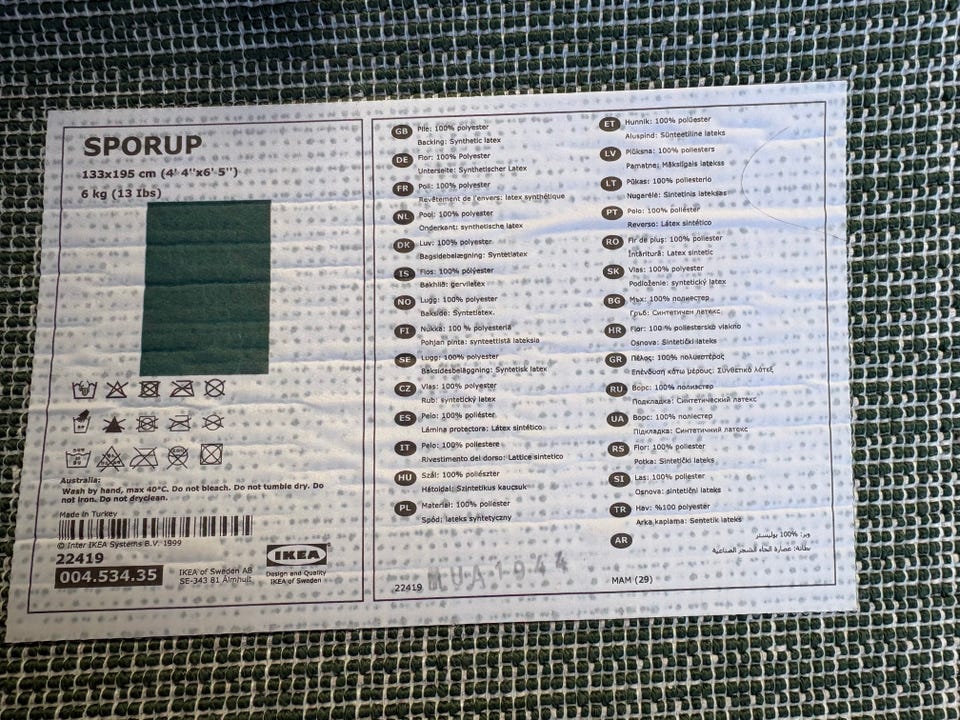 SPORUP
133x195 cm (4' 4"x6' 5")
6 kg (13 lbs)
Australia:
Wash by hand, max 40°C. Do not bleach. Do not tumble dry. Do
not iron. Do not dryclean.
Made in Turkey
© Inter IKEA Systems B.V. 1999
22419
004.534.35
IKEA of Sweden AB
SE-343 81 Älmhult
IKEA
Design and Quality
IKEA of Sweden
GB Pile: 100% polyester
Backing: Synthetic latex
DE Flor: 100% Polyester
Unterseite: Synthetischer Latex
FR Poil: 100% polyester
Revêtement de l'envers: latex synthétique
NL Pool: 100% polyester
Onderkant: synthetische latex
DK Luv: 100% polyester
Bagsidebelægning: Syntetlatex
IS Flos: 100% pólýester
Bakhlið: gervilatex
NO Lugg: 100% polyester
Bakside: Syntetlatex.
FI Nukka: 100 % polyesteriä
Pohjan pinta: synteettistä lateksia
SE Lugg: 100% polyester
Baksidesbeläggning: Syntetisk latex
CZ Vlas: 100% polyester
Rub: syntetický latex
ES Pelo: 100% poliéster
Lámina protectora: Látex sintético
IT Pelo: 100% poliestere
Rivestimento del dorso: Lattice sintetico
HU Szál: 100% poliészter
Hátoldal: Szintetikus kaucsuk
PL Materiał: 100% poliester
Spód: lateks syntetyczny
22419
ET Hunnik: 100% polüester
Aluspind: Sünteetiline lateks
LV Plūksna: 100% poliesters
Pamatne: Mākslīgais latekss
LT Pūkas: 100% poliesterio
Nugarėlė: Sintetinis lateksas
PT Pelo: 100% poliéster
Reverso: Látex sintético
RO Fir de pluş: 100% poliester
Întăritură: Latex sintetic
SK Vlas: 100% polyester
Podloženie: syntetický latex
BG Мъх: 100% полиестер
Гръб: Синтетичен латекс
HR Flor: 100 % poliestersko vlakno
Osnova: Sintetički lateks
GR Πέλος: 100% πολυεστέρας
Επένδυση κάτω μέρους: Συνθετικό λάτεξ
RU Ворс: 100% полиэстер
Подкладка: Синтетический латекс
UA Ворс: 100% поліестер
Підкладка: Синтетичний латекс
RS Flor: 100% poliester
Potka: Sintetički lateks
SI Las: 100% poliester
Osnova: sintetični lateks
TR Hav: %100 polyester
Arka kaplama: Sentetik lateks
AR وبر: 100% بوليستر
بطانة: عصارة لحاء الشجر الصناعية
MAM (29)